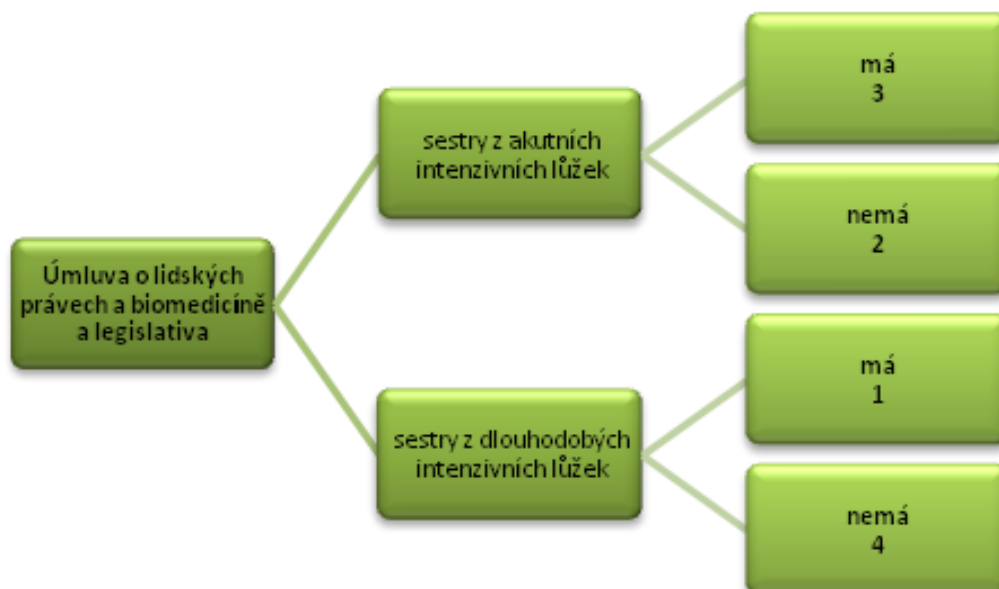 Úmluva o lidských
právech a biomedicíně
a legislativa
sestry z akutních
intenzivních lůžek
má
3
nemá
2
sestry z dlouhodobých
intenzivních lůžek
má
1
nemá
4